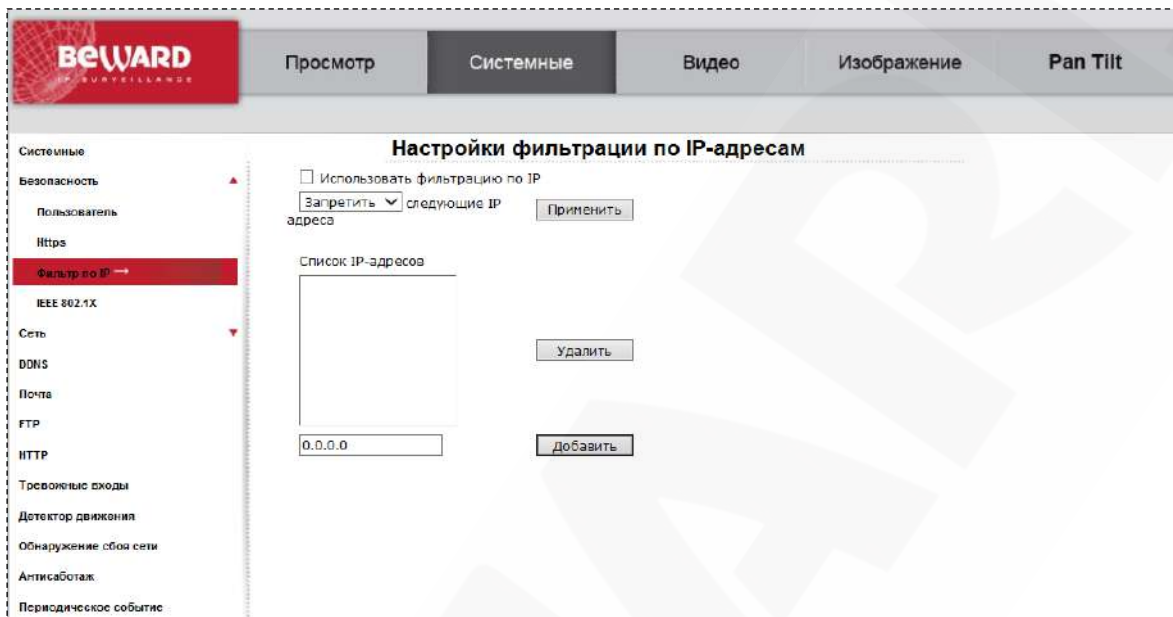 BEWARD
IP SURVEILLANCE
Просмотр
Системные
Видео
Изображение
Pan Tilt
Системные
Безопасность
Пользователь
Https
Фильтр по IP →
IEEE 802.1X
Сеть
DDNS
Почта
FTP
HTTP
Тревожные входы
Детектор движения
Обнаружение сбоя сети
Антисаботаж
Периодическое событие
Настройки фильтрации по IP-адресам
Использовать фильтрацию по IP
Запретить следующие IP
адреса
Применить
Список IP-адресов
Удалить
0.0.0.0
Добавить